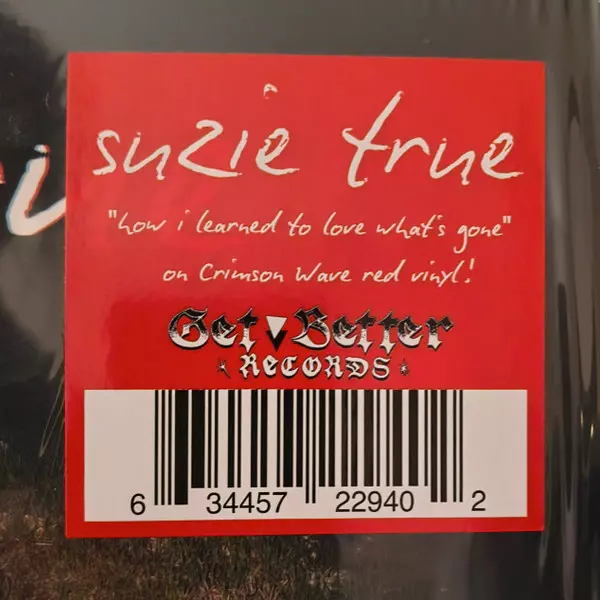 suzie true
"how i learned to love what's gone"
on Crimson Wave red vinyl!
Get Better
RECORDS
6 34457 22940 2